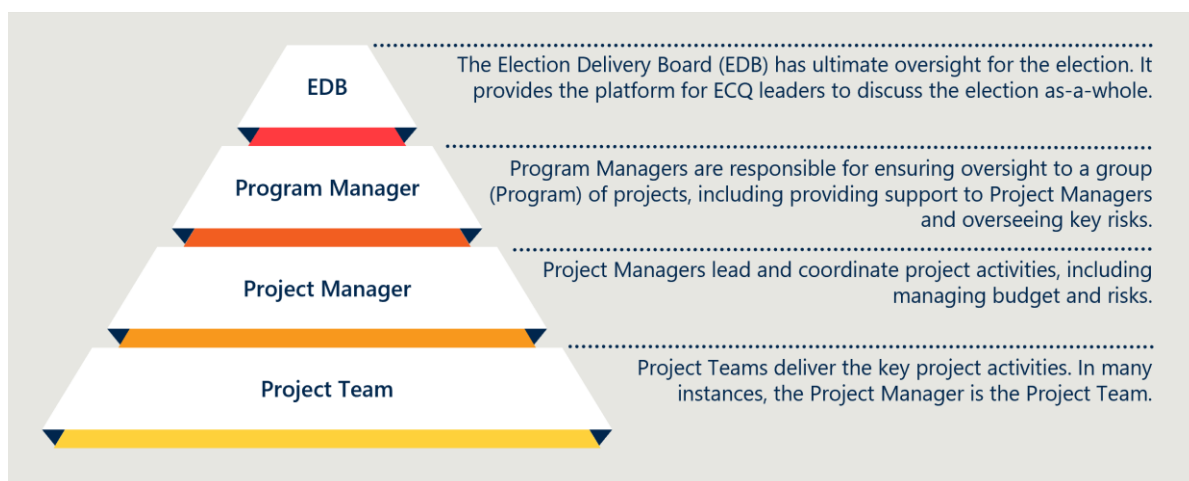 EDB
The Election Delivery Board (EDB) has ultimate oversight for the election. It
provides the platform for ECQ leaders to discuss the election as-a-whole.
Program Manager
Program Managers are responsible for ensuring oversight to a group
(Program) of projects, including providing support to Project Managers
and overseeing key risks.
Project Manager
Project Managers lead and coordinate project activities, including
managing budget and risks.
Project Team
Project Teams deliver the key project activities. In many
instances, the Project Manager is the Project Team.